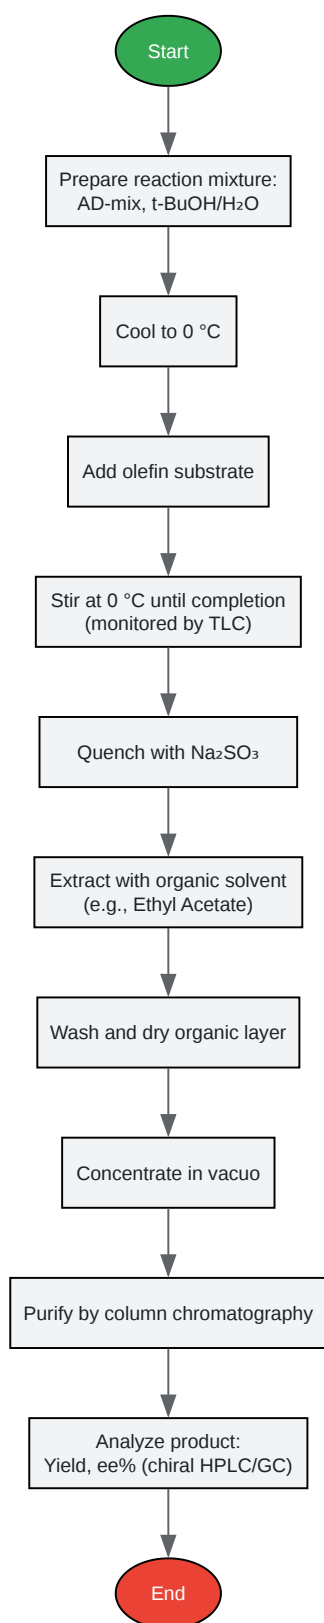 Start
Prepare reaction mixture:
AD-mix, t-BuOH/H₂O
Cool to 0 °C
Add olefin substrate
Stir at 0 °C until completion
(monitored by TLC)
Quench with Na₂SO₃
Extract with organic solvent
(e.g., Ethyl Acetate)
Wash and dry organic layer
Concentrate in vacuo
Purify by column chromatography
Analyze product:
Yield, ee% (chiral HPLC/GC)
End